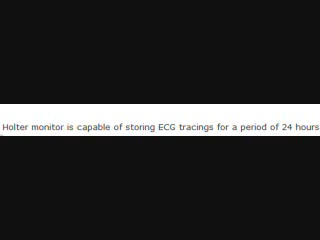 Holter monitor is capable of storing ECG tracings for a period of 24 hours